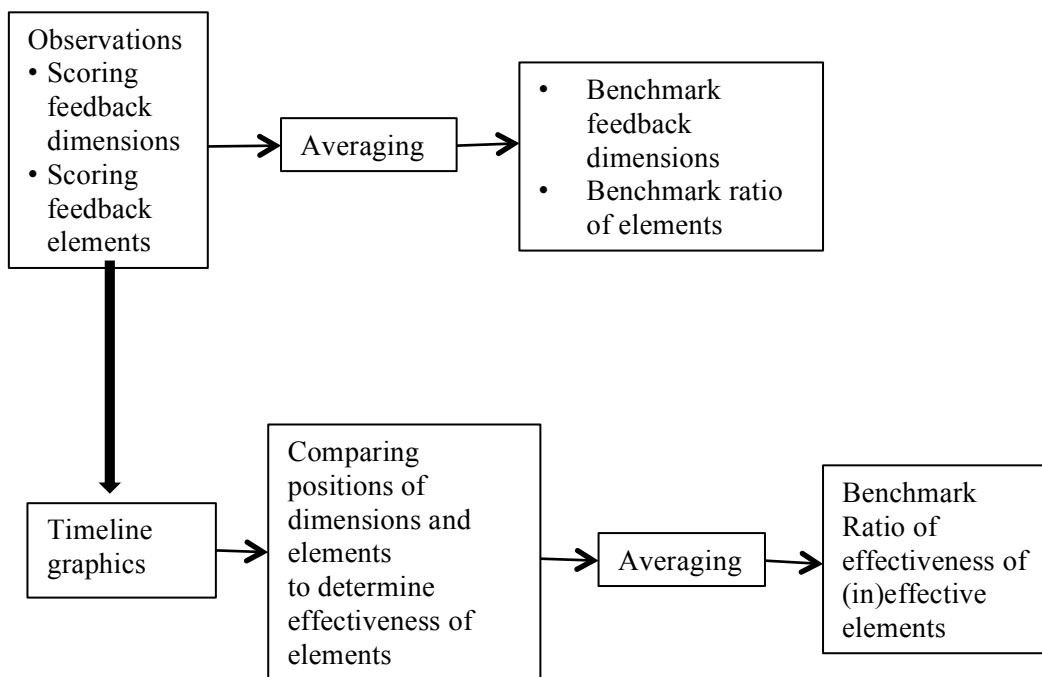 Observations
• Scoring
feedback
dimensions
• Scoring
feedback
elements
Averaging
• Benchmark
feedback
dimensions
• Benchmark ratio
of elements
Timeline
graphics
Comparing
positions of
dimensions and
elements
to determine
effectiveness of
elements
Averaging
Benchmark
Ratio of
effectiveness of
(in)effective
elements